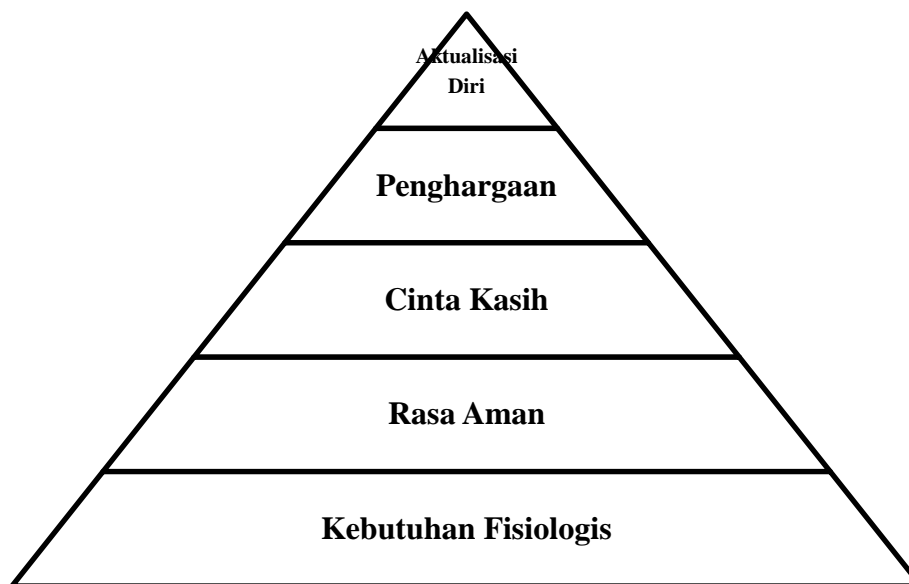 Aktualisasi
Diri
Penghargaan
Cinta Kasih
Rasa Aman
Kebutuhan Fisiologis